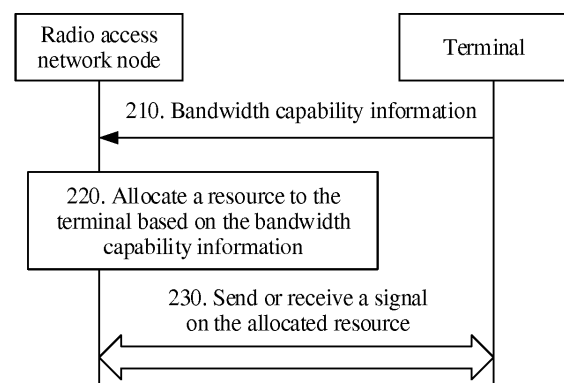 Radio access
network node
Terminal
210. Bandwidth capability information
220. Allocate a resource to the
terminal based on the bandwidth
capability information
230. Send or receive a signal
on the allocated resource